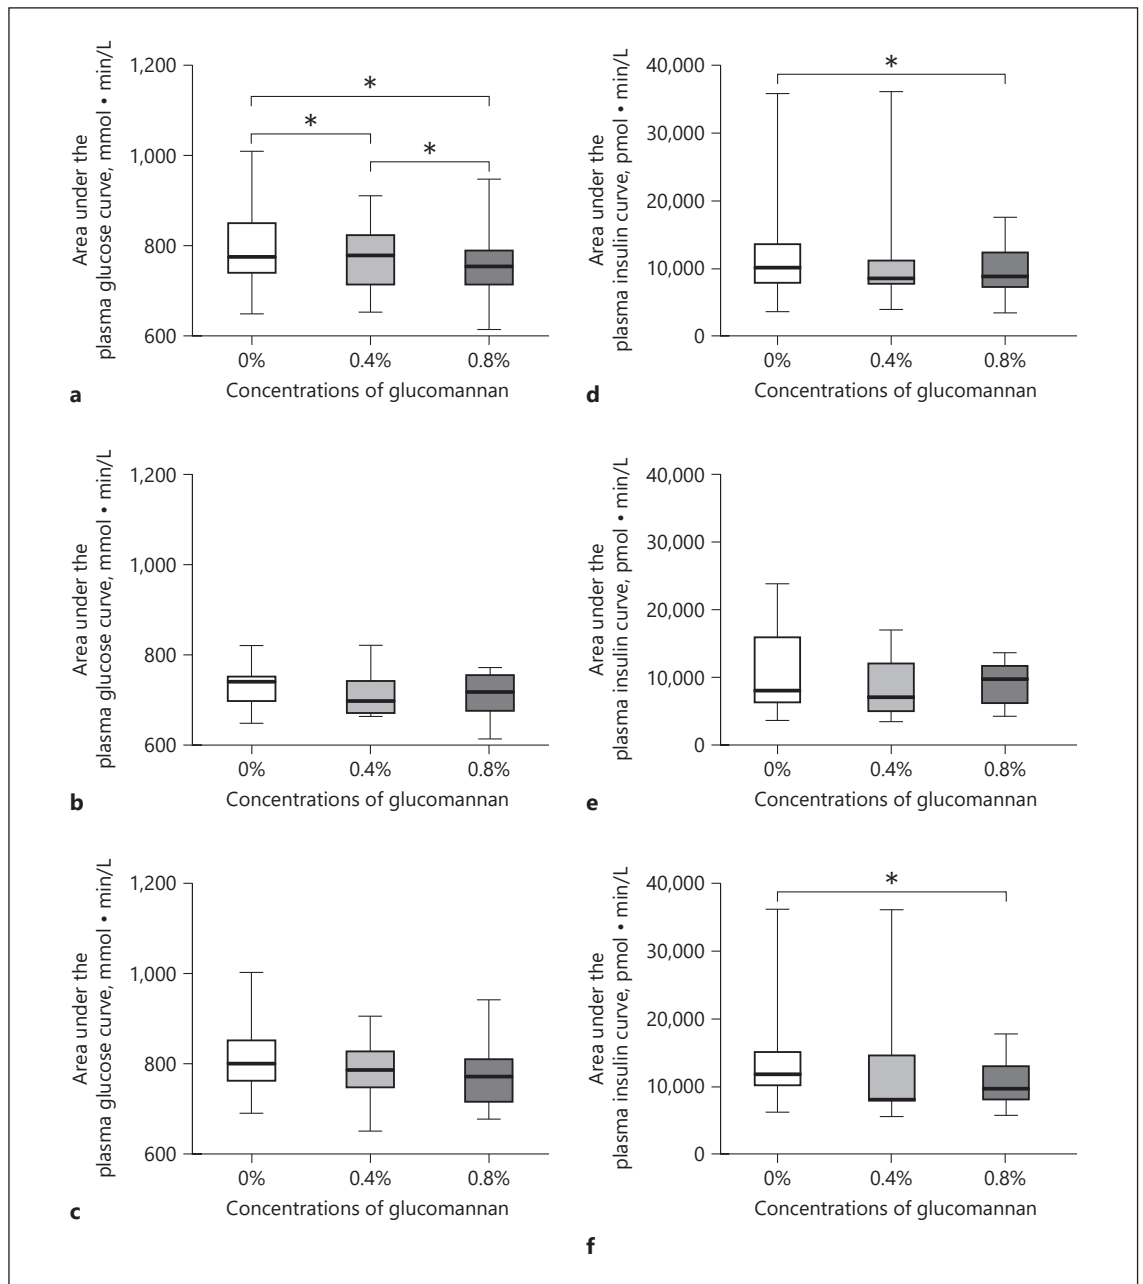 Area under the
plasma glucose curve, mmol • min/L
1,200
1,000
800
600
*
*
*
0%
0.4%
0.8%
Concentrations of glucomannan
a
Area under the
plasma insulin curve, pmol • min/L
40,000
30,000
20,000
10,000
0
*
0%
0.4%
0.8%
Concentrations of glucomannan
d
Area under the
plasma glucose curve, mmol • min/L
1,200
1,000
800
600
0%
0.4%
0.8%
Concentrations of glucomannan
b
Area under the
plasma insulin curve, pmol • min/L
40,000
30,000
20,000
10,000
0
0%
0.4%
0.8%
Concentrations of glucomannan
e
Area under the
plasma glucose curve, mmol • min/L
1,200
1,000
800
600
0%
0.4%
0.8%
Concentrations of glucomannan
c
Area under the
plasma insulin curve, pmol • min/L
40,000
30,000
20,000
10,000
0
*
0%
0.4%
0.8%
Concentrations of glucomannan
f